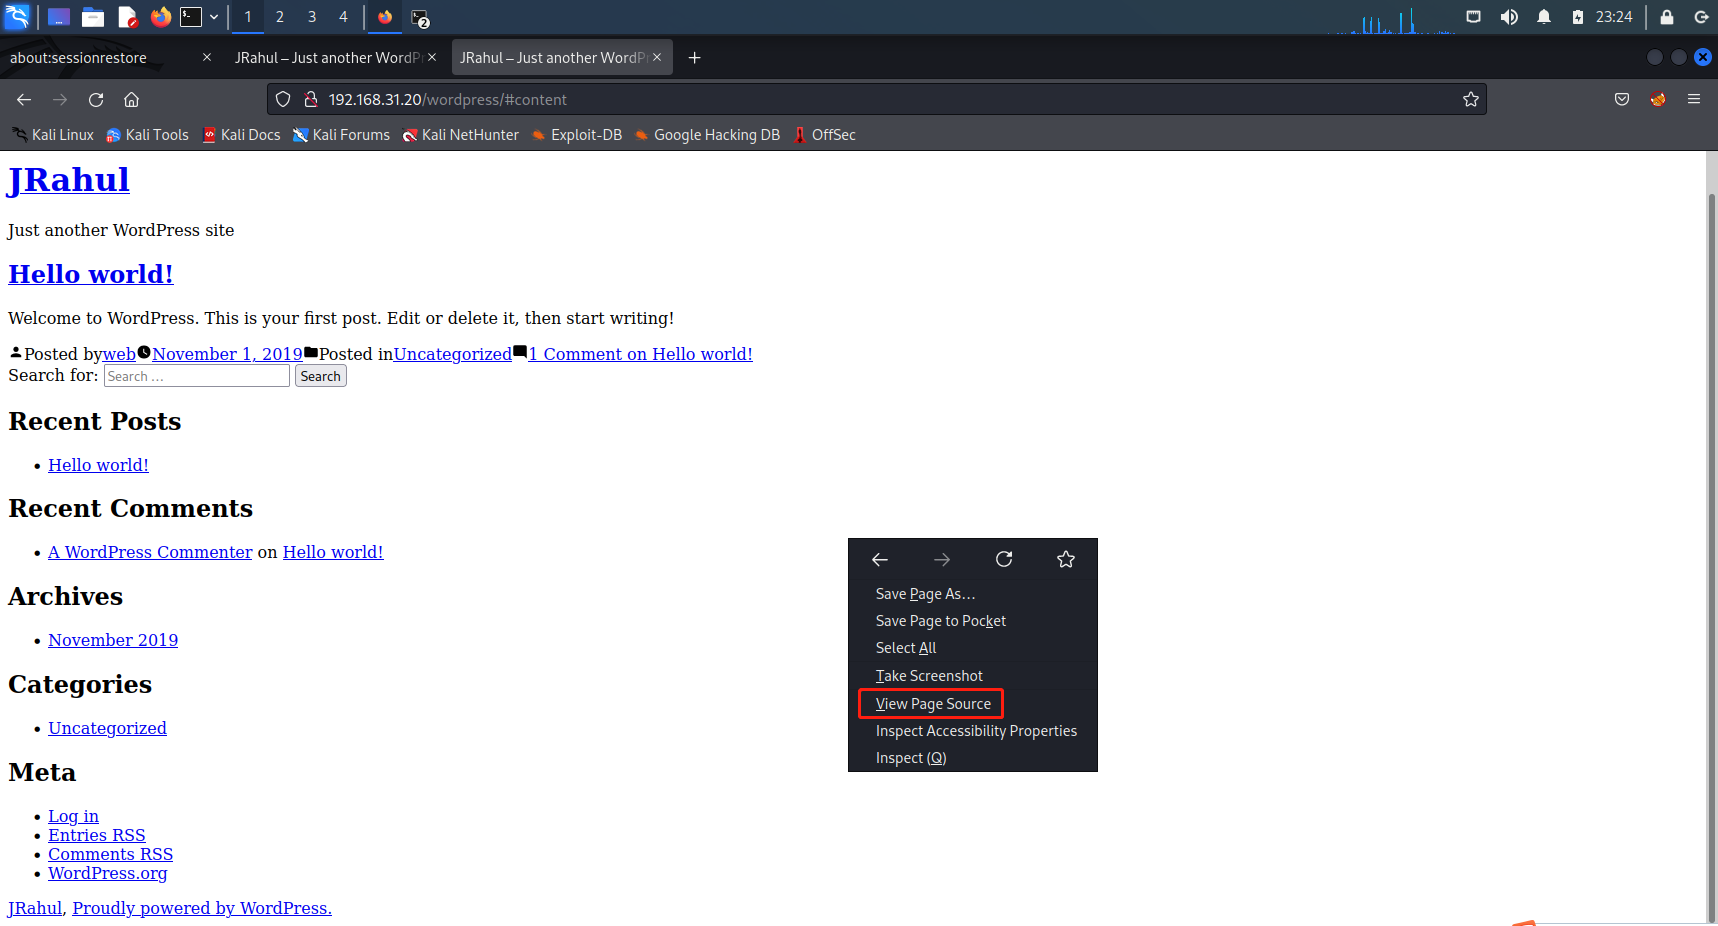 1 2 3 4 2 23:24
about:sessionrestore JRahul – Just another WordPr JRahul – Just another WordPr
192.168.31.20/wordpress/#content
Kali Linux Kali Tools Kali Docs Kali Forums Kali NetHunter Exploit-DB Google Hacking DB OffSec
JRahul
Just another WordPress site
Hello world!
Welcome to WordPress. This is your first post. Edit or delete it, then start writing!
Posted byweb November 1, 2019 Posted inUncategorized 1 Comment on Hello world!
Search for: Search … Search
Recent Posts
Hello world!
Recent Comments
A WordPress Commenter on Hello world!
Archives
November 2019
Categories
Uncategorized
Meta
Log in
Entries RSS
Comments RSS
WordPress.org
JRahul, Proudly powered by WordPress.
Save Page As…
Save Page to Pocket
Select All
Take Screenshot
View Page Source
Inspect Accessibility Properties
Inspect (Q)